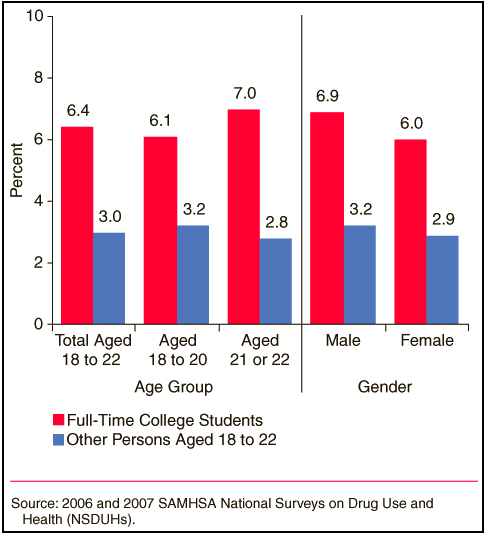 10
8
6
4
2
0
Percent
6.4
3.0
6.1
3.2
7.0
2.8
6.9
3.2
6.0
2.9
Total Aged
18 to 22
Aged
18 to 20
Aged
21 or 22
Male
Female
Age Group
Gender
Full-Time College Students
Other Persons Aged 18 to 22
Source: 2006 and 2007 SAMHSA National Surveys on Drug Use and
Health (NSDUHs).